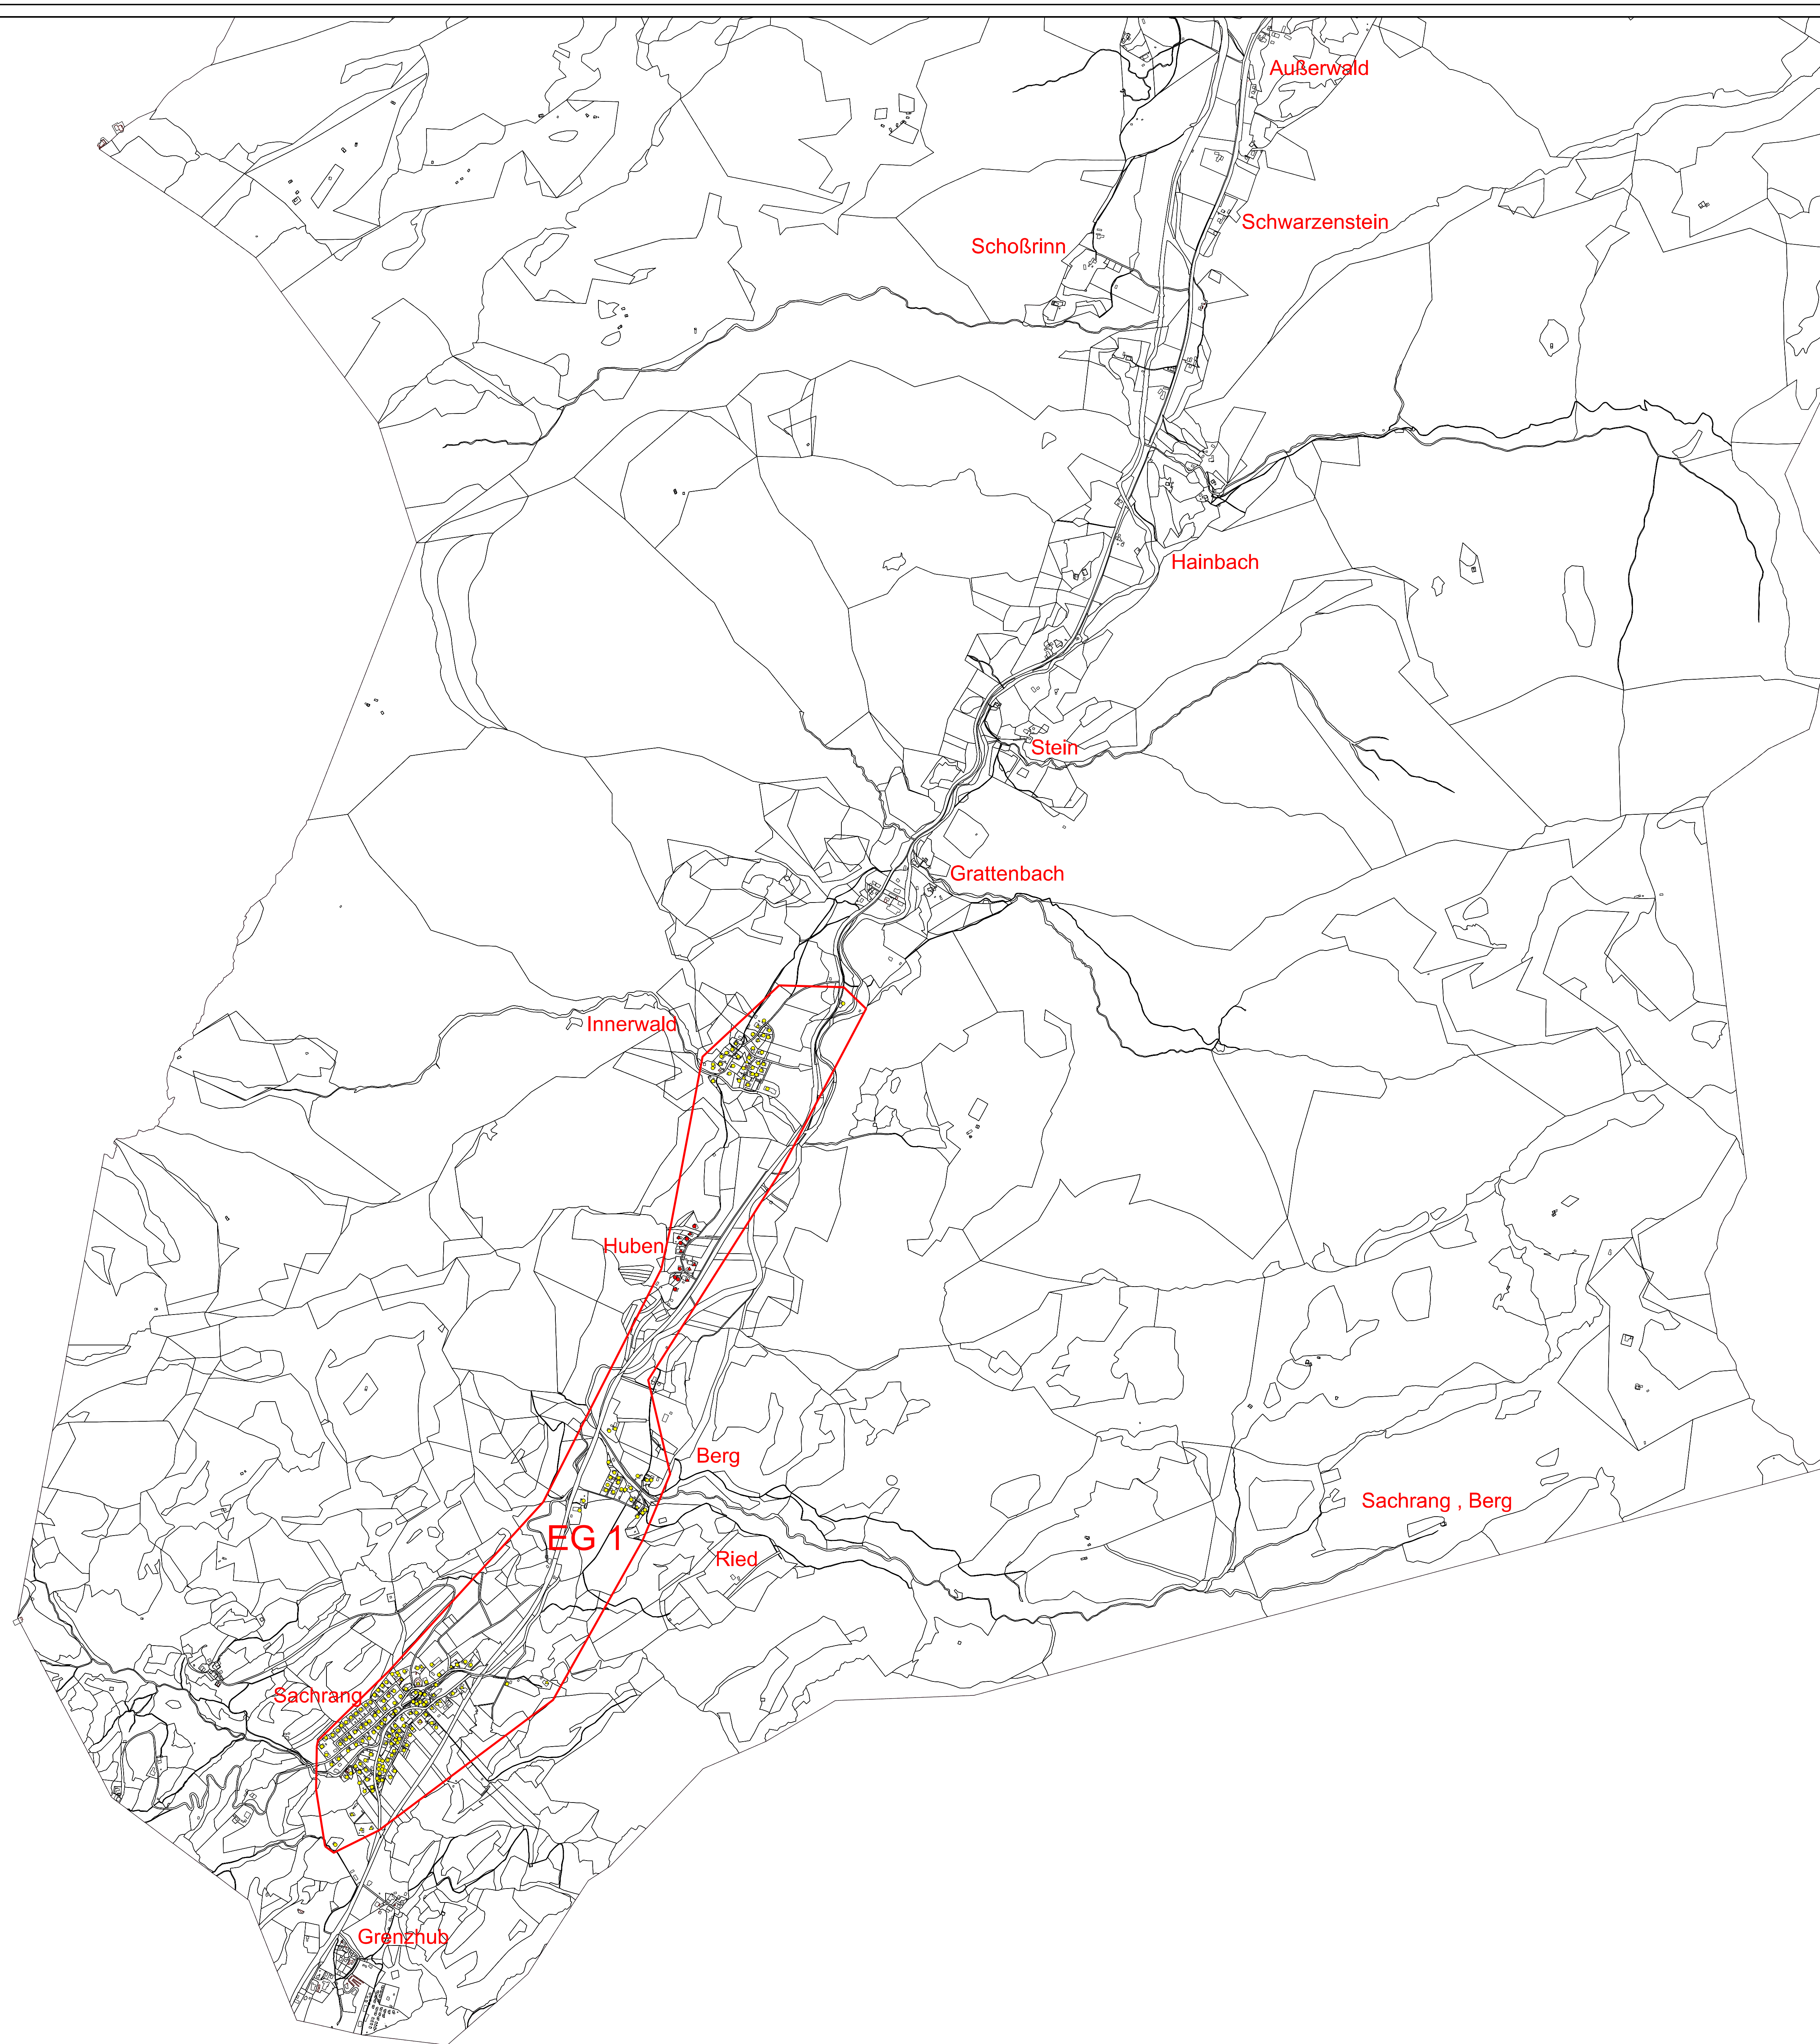 Außerwald
Schwarzenstein
Schoßrinn
Hainbach
Stein
Grattenbach
Innerwald
Huben
Berg
Sachrang , Berg
EG 1
Ried
Sachrang
Grenzhub